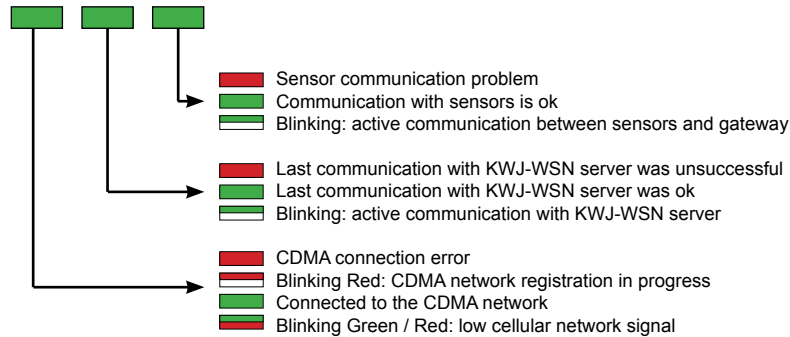 Sensor communication problem
Communication with sensors is ok
Blinking: active communication between sensors and gateway
Last communication with KWJ-WSN server was unsuccessful
Last communication with KWJ-WSN server was ok
Blinking: active communication with KWJ-WSN server
CDMA connection error
Blinking Red: CDMA network registration in progress
Connected to the CDMA network
Blinking Green / Red: low cellular network signal